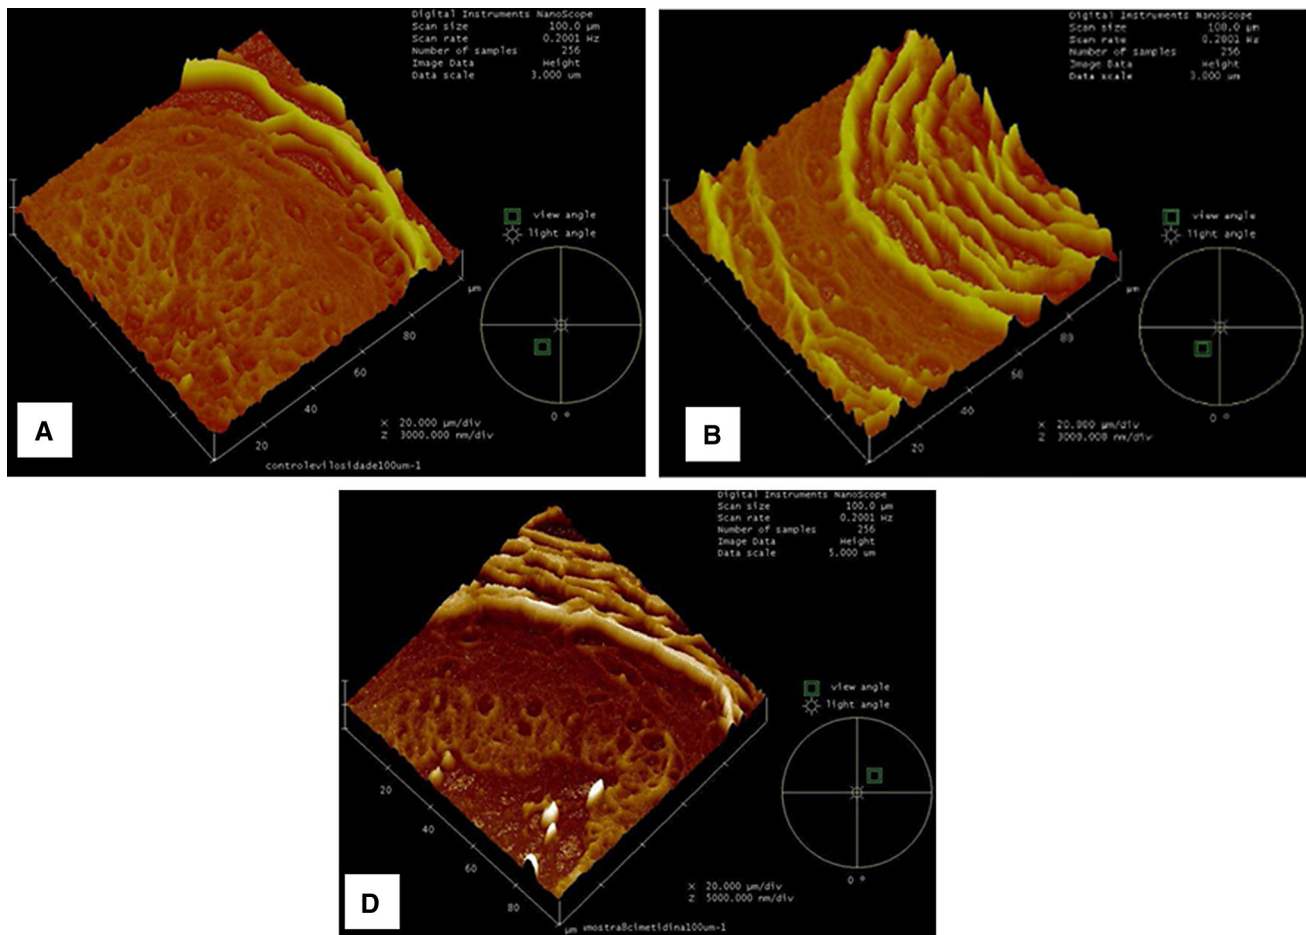 Digital Instruments NanoScope
Scan size 100.0 µm
Scan rate 0.2001 Hz
Number of samples 256
Image Data Height
Data scale 3.000 um
view angle
light angle
µm
80
60
40
20
0 °
X 20.000 µm/div
Z 3000.000 nm/div
controlevilosidade100um-1
A
Digital Instruments NanoScope
Scan size 100.0 µm
Scan rate 0.2001 Hz
Number of samples 256
Image Data Height
Data scale 3.000 um
view angle
light angle
µm
80
60
40
20
0 °
X 20.000 µm/div
Z 3000.000 nm/div
B
Digital Instruments NanoScope
Scan size 100.0 µm
Scan rate 0.2001 Hz
Number of samples 256
Image Data Height
Data scale 5.000 um
view angle
light angle
20
40
60
80
µm
0 °
X 20.000 µm/div
Z 5000.000 nm/div
mostra8cimetidina100um-1
D